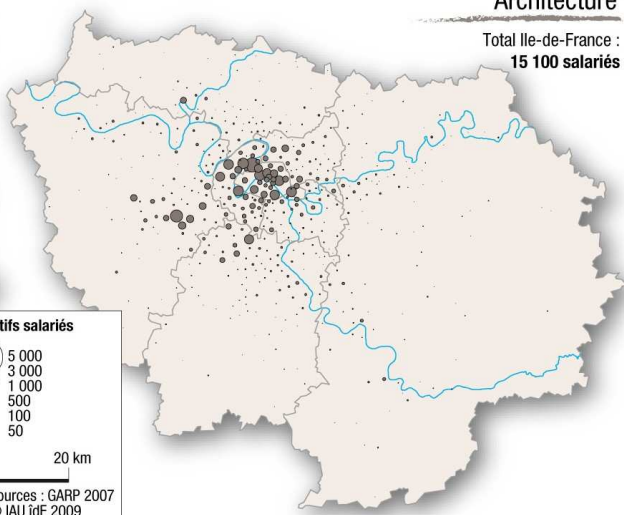 Architecture
Total Ile-de-France :
15 100 salariés
tifs salariés
5 000
3 000
1 000
500
100
50
20 km
ources : GARP 2007
IAU îdF 2009